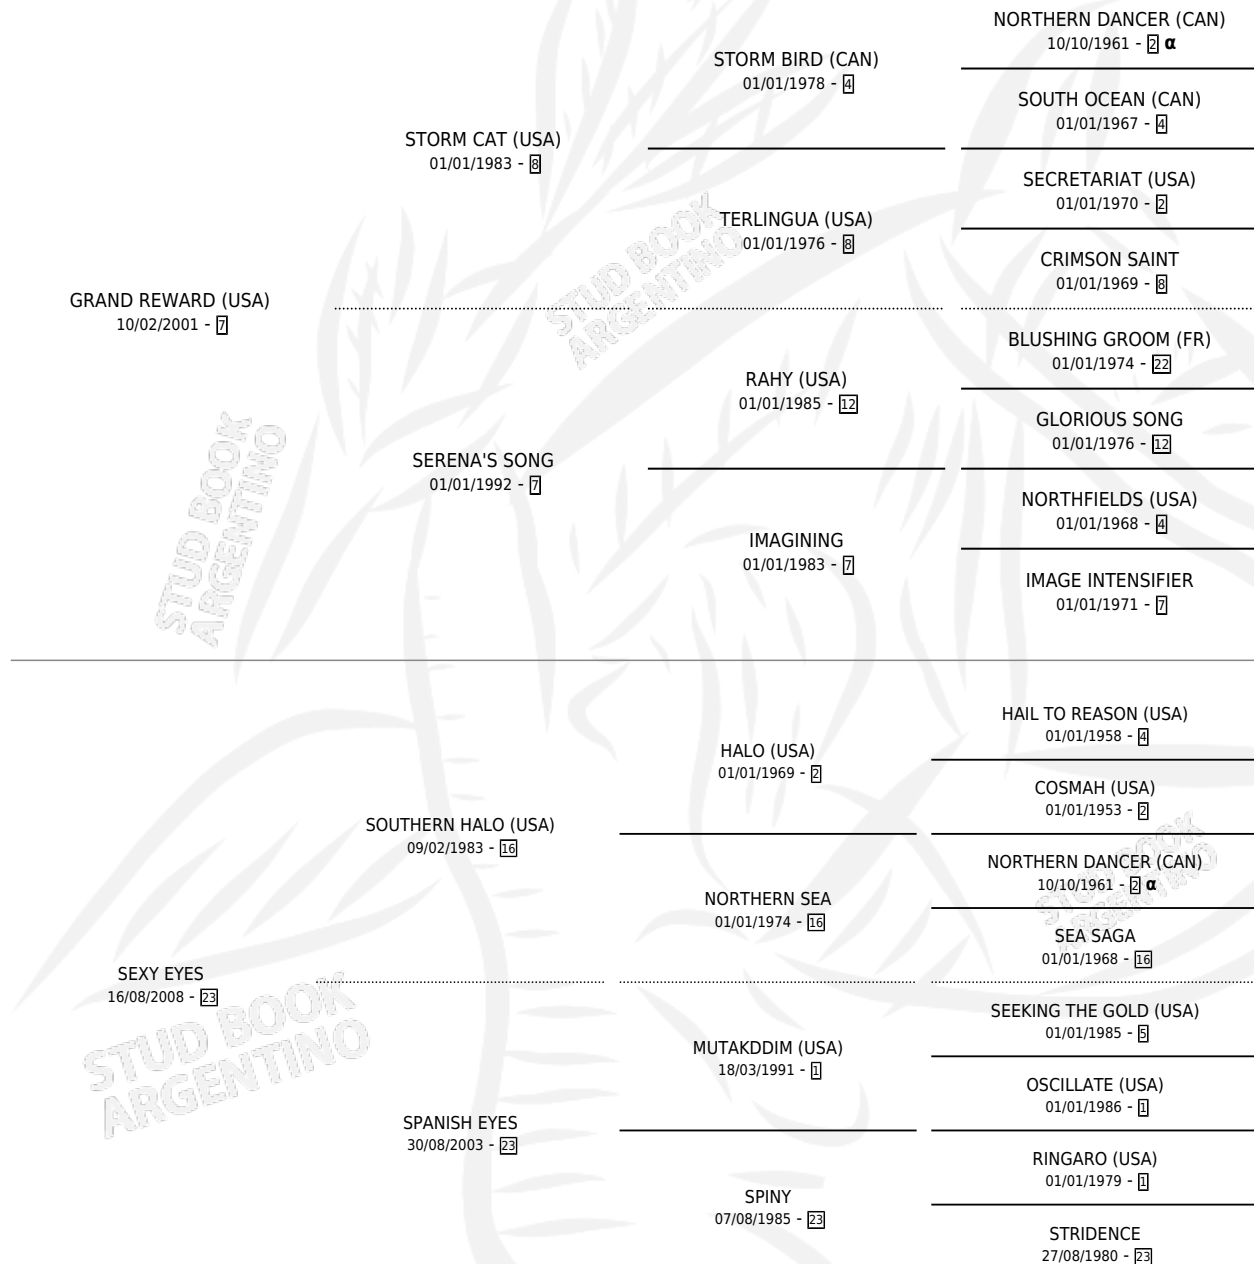 NORTHERN DANCER (CAN)
10/10/1961 - 2 α
STORM BIRD (CAN)
01/01/1978 - 4
SOUTH OCEAN (CAN)
01/01/1967 - 4
STORM CAT (USA)
01/01/1983 - 8
SECRETARIAT (USA)
01/01/1970 - 2
TERLINGUA (USA)
01/01/1976 - 8
CRIMSON SAINT
01/01/1969 - 8
GRAND REWARD (USA)
10/02/2001 - 7
BLUSHING GROOM (FR)
01/01/1974 - 22
RAHY (USA)
01/01/1985 - 12
GLORIOUS SONG
01/01/1976 - 12
SERENA'S SONG
01/01/1992 - 7
NORTHFIELDS (USA)
01/01/1968 - 4
IMAGINING
01/01/1983 - 7
IMAGE INTENSIFIER
01/01/1971 - 7
HAIL TO REASON (USA)
01/01/1958 - 4
HALO (USA)
01/01/1969 - 2
COSMAH (USA)
01/01/1953 - 2
SOUTHERN HALO (USA)
09/02/1983 - 16
NORTHERN DANCER (CAN)
10/10/1961 - 2 α
NORTHERN SEA
01/01/1974 - 16
SEA SAGA
01/01/1968 - 16
SEXY EYES
16/08/2008 - 23
SEEKING THE GOLD (USA)
01/01/1985 - 5
MUTAKDDIM (USA)
18/03/1991 - 1
OSCILLATE (USA)
01/01/1986 - 1
SPANISH EYES
30/08/2003 - 23
RINGARO (USA)
01/01/1979 - 1
SPINY
07/08/1985 - 23
STRIDENCE
27/08/1980 - 23
STUD BOOK
ARGENTINO
STUD BOOK
ARGENTINO
STUD BOOK
ARGENTINO
STUD BOOK
ARGENTINO